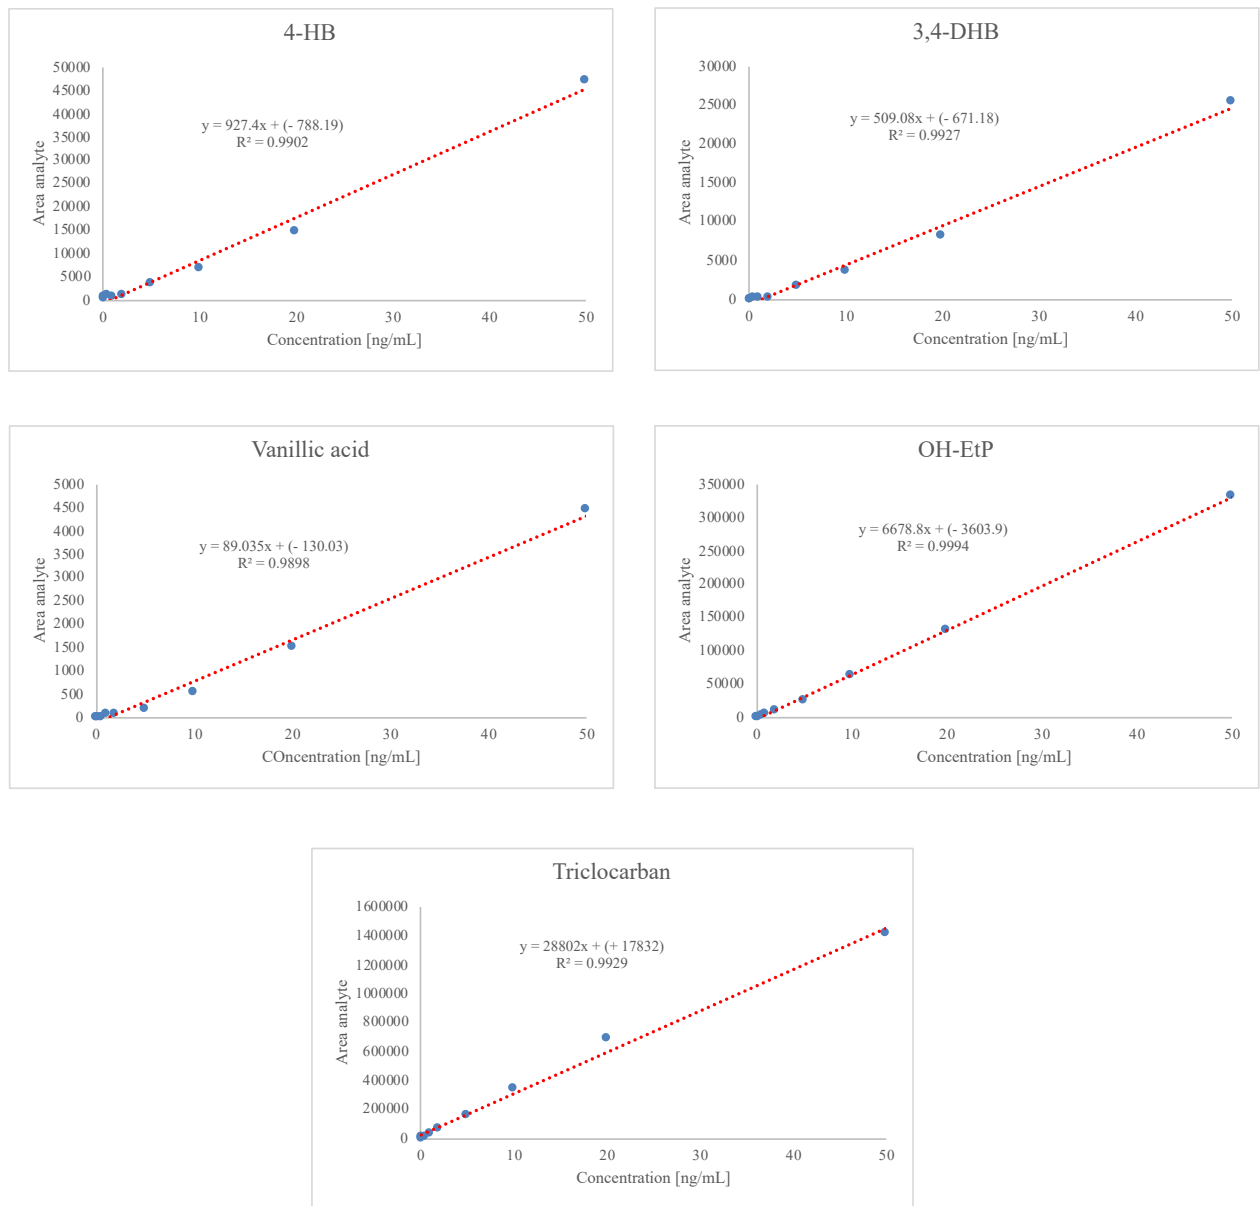 4-HB
50000
45000
40000
35000
30000
25000
20000
15000
10000
5000
0
Area analyte
y = 927.4x + (- 788.19)
R² = 0.9902
0 10 20 30 40 50
Concentration [ng/mL]
3,4-DHB
30000
25000
20000
15000
10000
5000
0
Area analyte
y = 509.08x + (- 671.18)
R² = 0.9927
0 10 20 30 40 50
Concentration [ng/mL]
Vanillic acid
5000
4500
4000
3500
3000
2500
2000
1500
1000
500
0
Area analyte
y = 89.035x + (- 130.03)
R² = 0.9898
0 10 20 30 40 50
COncentration [ng/mL]
OH-EtP
350000
300000
250000
200000
150000
100000
50000
0
Area analyte
y = 6678.8x + (- 3603.9)
R² = 0.9994
0 10 20 30 40 50
Concentration [ng/mL]
Triclocarban
1600000
1400000
1200000
1000000
800000
600000
400000
200000
0
Area analyte
y = 28802x + (+ 17832)
R² = 0.9929
0 10 20 30 40 50
Concentration [ng/mL]